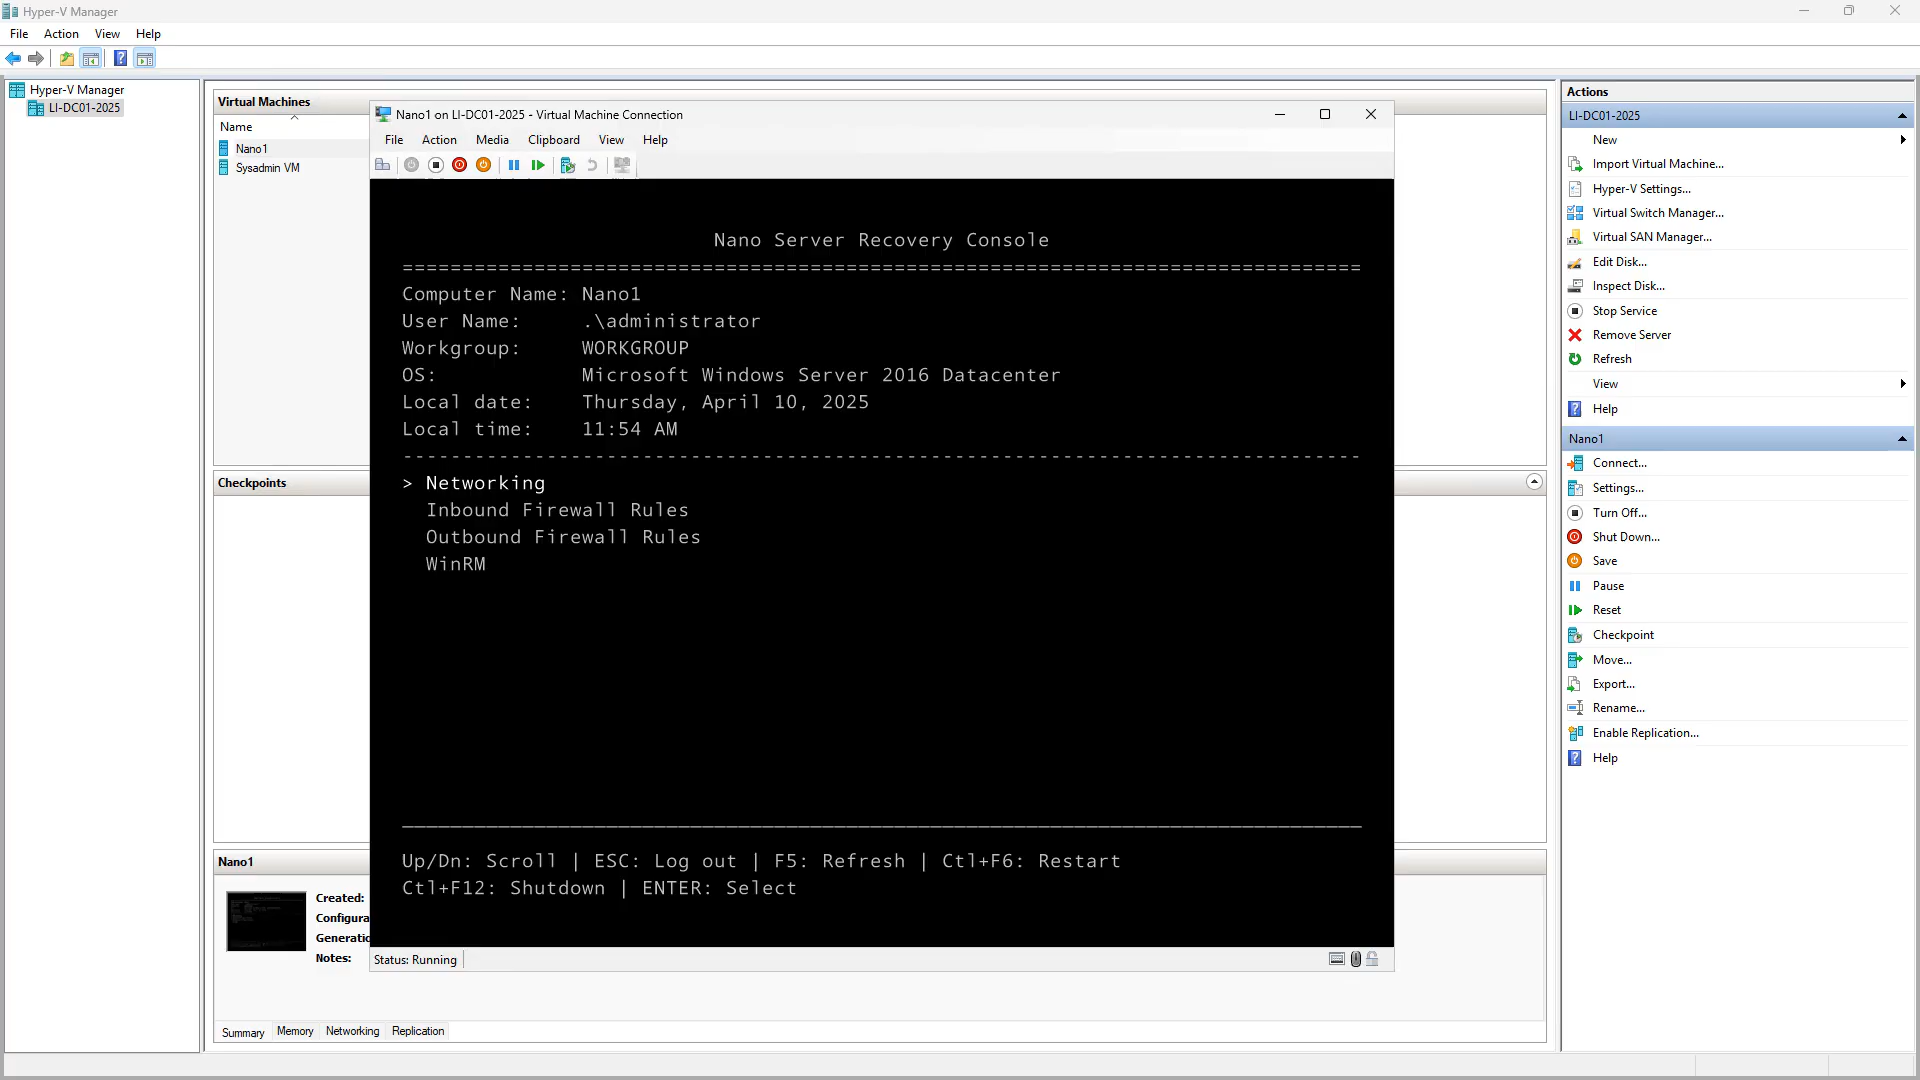 Hyper-V Manager
File Action View Help
Hyper-V Manager
LI-DC01-2025
Virtual Machines
Name
Nano1
Sysadmin VM
Checkpoints
Nano1
Created:
Configura
Generatio
Notes:
Summary Memory Networking Replication
Nano1 on LI-DC01-2025 - Virtual Machine Connection
File Action Media Clipboard View Help
Nano Server Recovery Console
================================================================================
Computer Name: Nano1
User Name: .\administrator
Workgroup: WORKGROUP
OS: Microsoft Windows Server 2016 Datacenter
Local date: Thursday, April 10, 2025
Local time: 11:54 AM
--------------------------------------------------------------------------------
> Networking
Inbound Firewall Rules
Outbound Firewall Rules
WinRM
________________________________________________________________________________
Up/Dn: Scroll | ESC: Log out | F5: Refresh | Ctl+F6: Restart
Ctl+F12: Shutdown | ENTER: Select
Status: Running
Actions
LI-DC01-2025
New
Import Virtual Machine...
Hyper-V Settings...
Virtual Switch Manager...
Virtual SAN Manager...
Edit Disk...
Inspect Disk...
Stop Service
Remove Server
Refresh
View
Help
Nano1
Connect...
Settings...
Turn Off...
Shut Down...
Save
Pause
Reset
Checkpoint
Move...
Export...
Rename...
Enable Replication...
Help